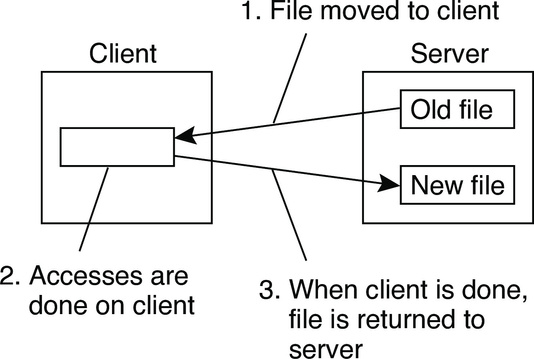 1. File moved to client
Client
Server
Old file
New file
2. Accesses are
done on client
3. When client is done,
file is returned to
server